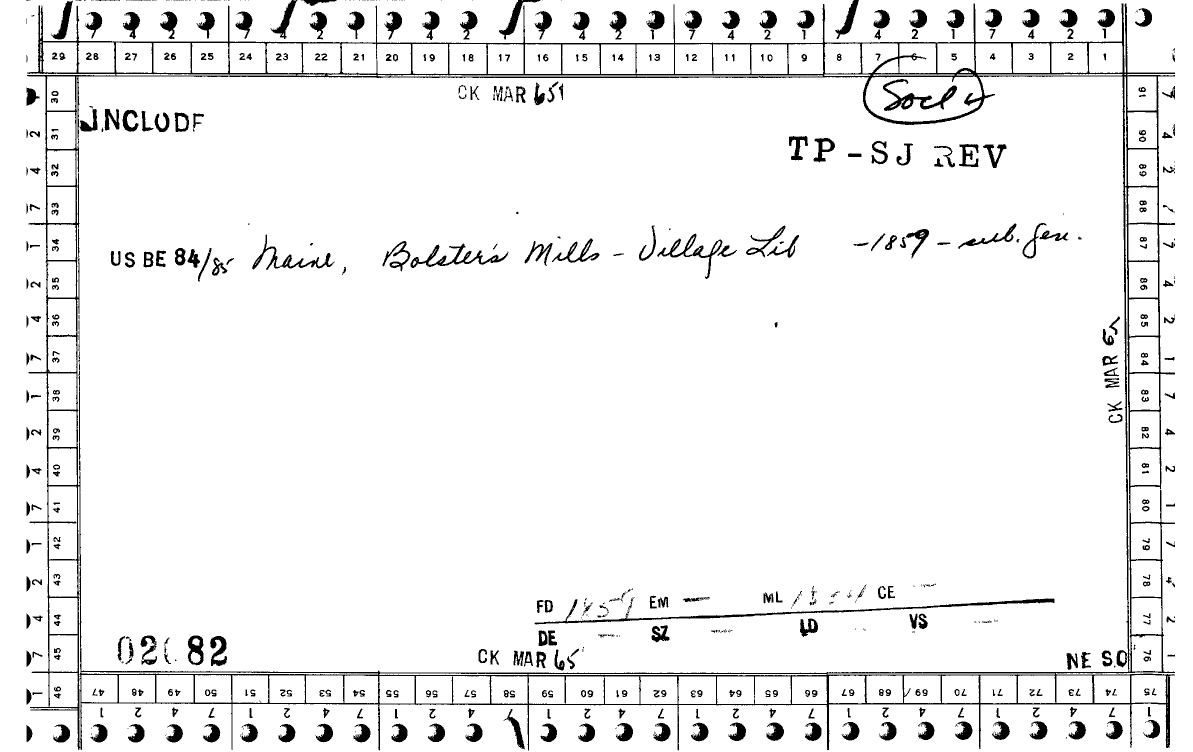 7 4 2 1 7 4 2 1 7 4 2 1 7 4 2 1 7 4 2 1 7 4 2 1 7 4 2 1
29 28 27 26 25 24 23 22 21 20 19 18 17 16 15 14 13 12 11 10 9 8 7 6 5 4 3 2 1
CK MAR 65
Socl 4
INCLUDE
TP-SJ REV
US BE 84/85 Maine, Bolster's Mills - Village Lib -1859 - sub. gen.
CK MAR 65
FD 1859 EM — ML CE —
DE — SZ — LD VS —
02 82
CK MAR 65
NE SO
30 31 32 33 34 35 36 37 38 39 40 41 42 43 44 45 46
91 90 89 88 87 86 85 84 83 82 81 80 79 78 77 76 75
47 48 49 50 51 52 53 54 55 56 57 58 59 60 61 62 63 64 65 66 67 68 69 70 71 72 73 74
1 2 4 7 1 2 4 7 1 2 4 7 1 2 4 7 1 2 4 7 1 2 4 7 1 2 4 7 1